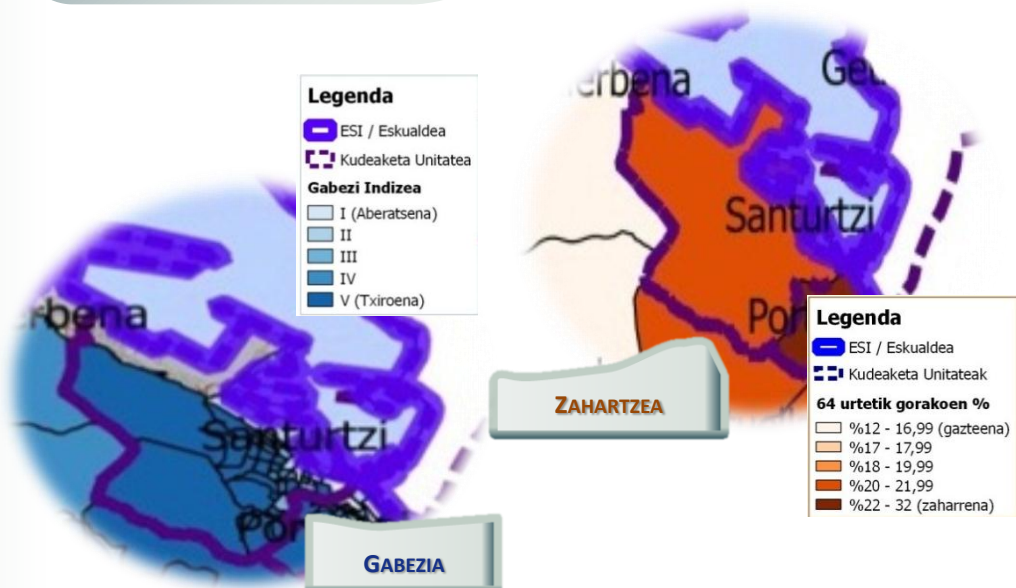 Legenda
ESI / Eskualdea
Kudeaketa Unitatea
Gabezi Indizea
I (Aberatsena)
II
III
IV
V (Txiroena)
Santurtzi
GABEZIA
Santurtzi
ZAHARTZEA
Legenda
ESI / Eskualdea
Kudeaketa Unitateak
64 urtetik gorakoen %
%12 - 16,99 (gazteena)
%17 - 17,99
%18 - 19,99
%20 - 21,99
%22 - 32 (zaharrena)